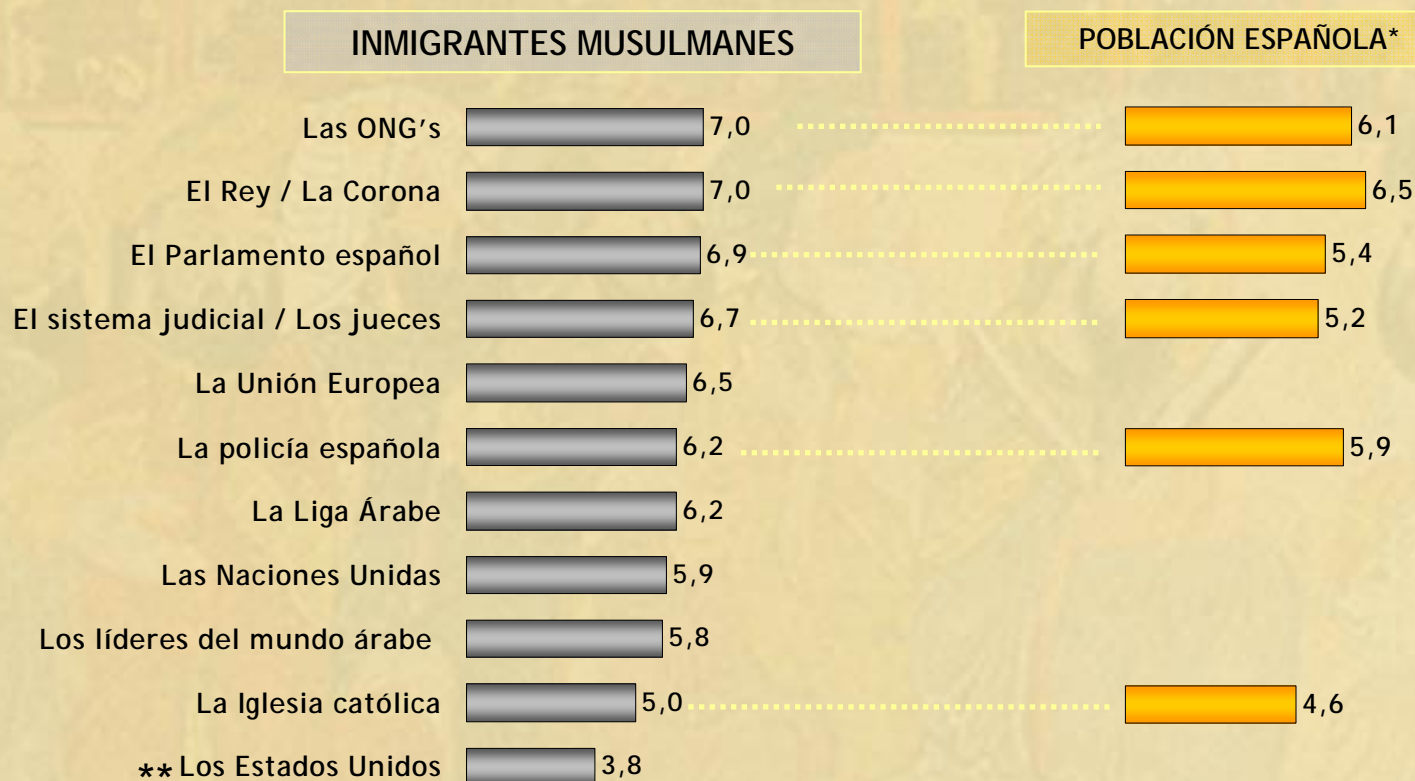 INMIGRANTES MUSULMANES POBLACIÓN ESPAÑOLA*
Las ONG's 7,0 6,1
El Rey / La Corona 7,0 6,5
El Parlamento español 6,9 5,4
El sistema judicial / Los jueces 6,7 5,2
La Unión Europea 6,5
La policía española 6,2 5,9
La Liga Árabe 6,2
Las Naciones Unidas 5,9
Los líderes del mundo árabe 5,8
La Iglesia católica 5,0 4,6
**Los Estados Unidos 3,8